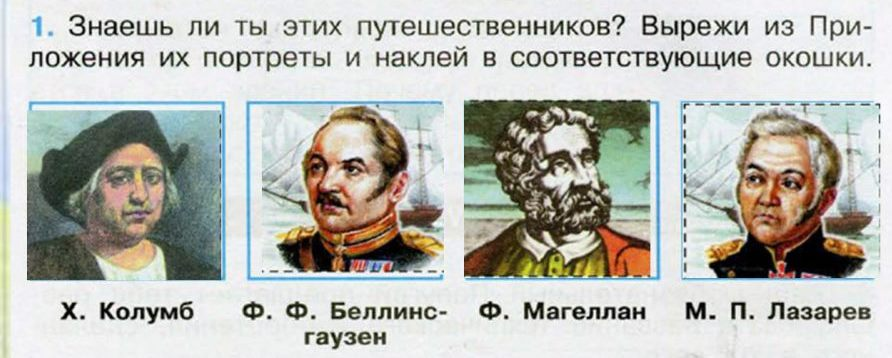 1. Знаешь ли ты этих путешественников? Вырежи из При-
ложения их портреты и наклей в соответствующие окошки.
Х. Колумб
Ф. Ф. Беллинс-
гаузен
Ф. Магеллан
М. П. Лазарев